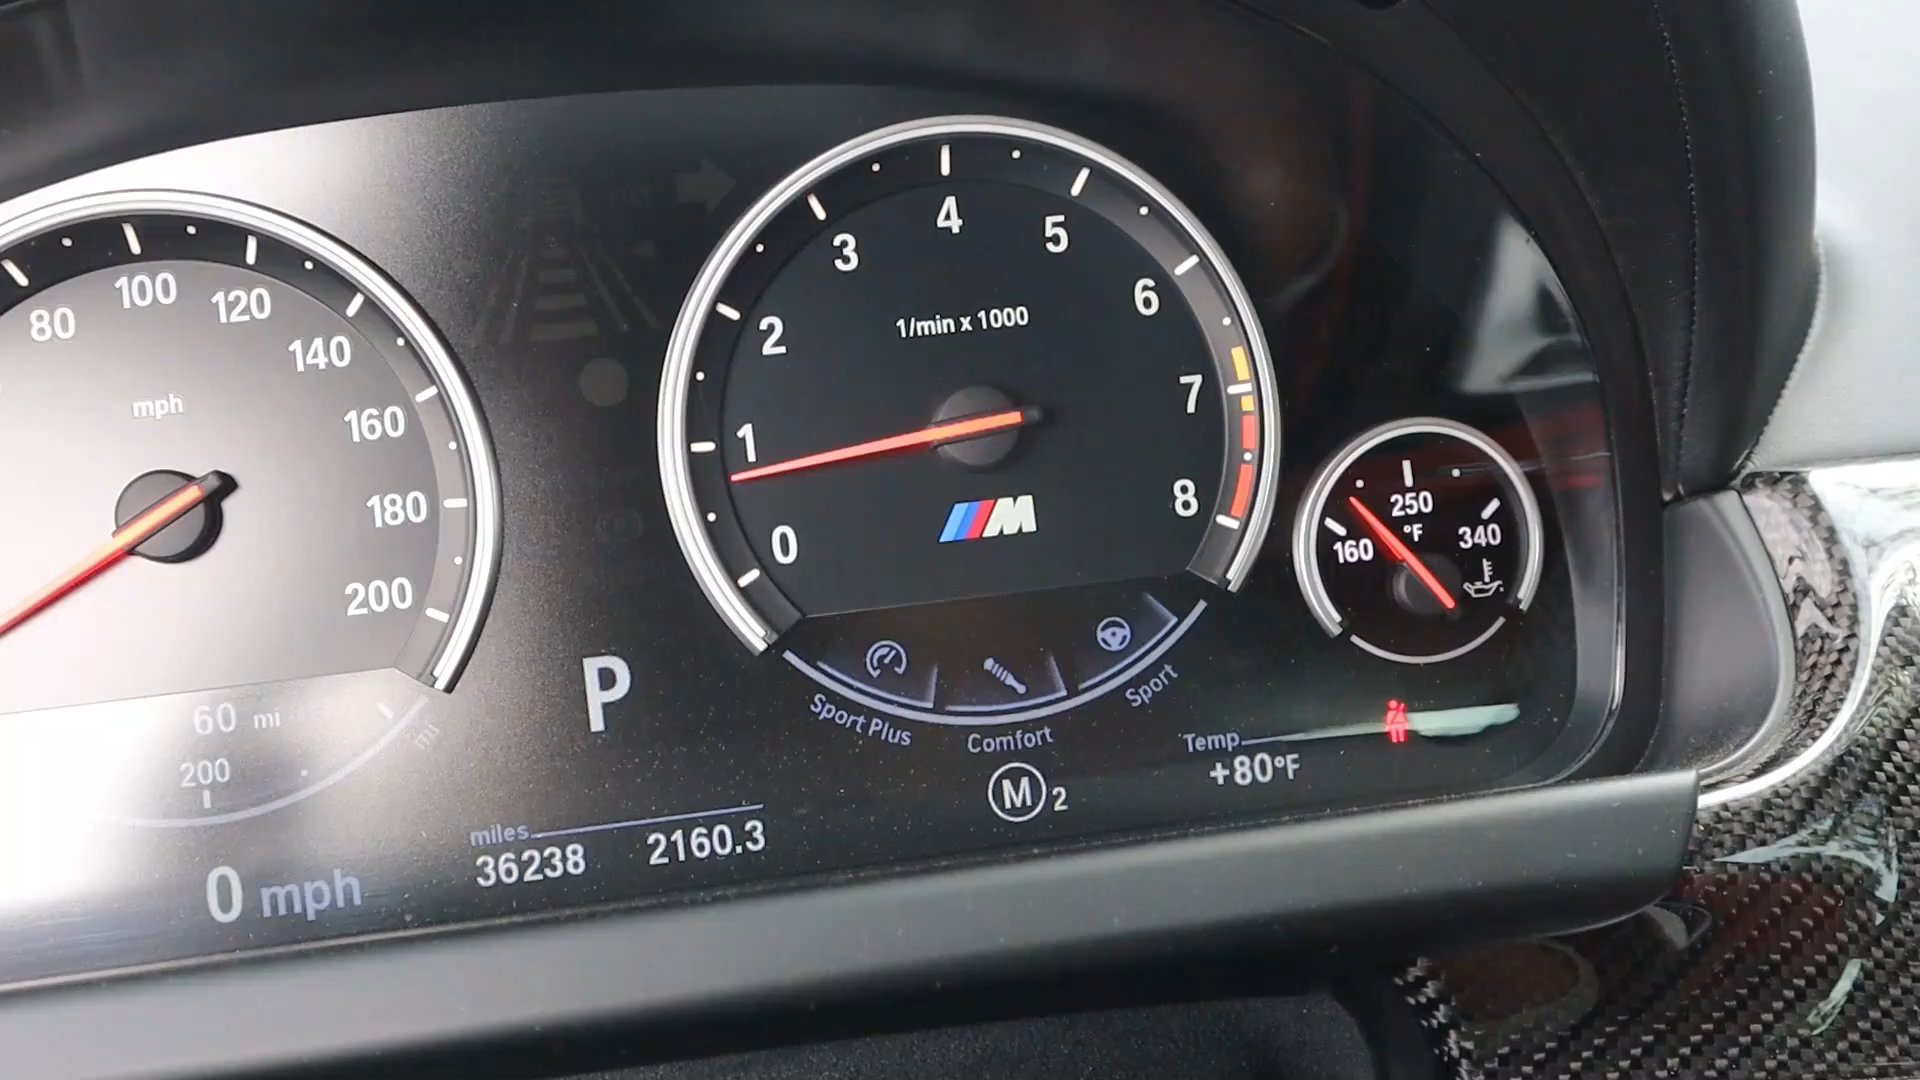 80
100
120
140
160
180
200
mph
60 mi
200
0 mph
P
miles
36238 2160.3
0
1
2
3
4
5
6
7
8
1/min x 1000
M
Sport Plus
Comfort
Sport
M 2
Temp
+80°F
160
250
°F
340